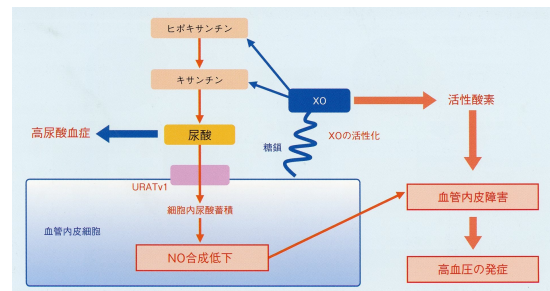 ヒポキサンチン
キサンチン
XO
活性酸素
高尿酸血症
尿酸
糖鎖
XOの活性化
URATv1
細胞内尿酸蓄積
血管内皮障害
血管内皮細胞
NO合成低下
高血圧の発症